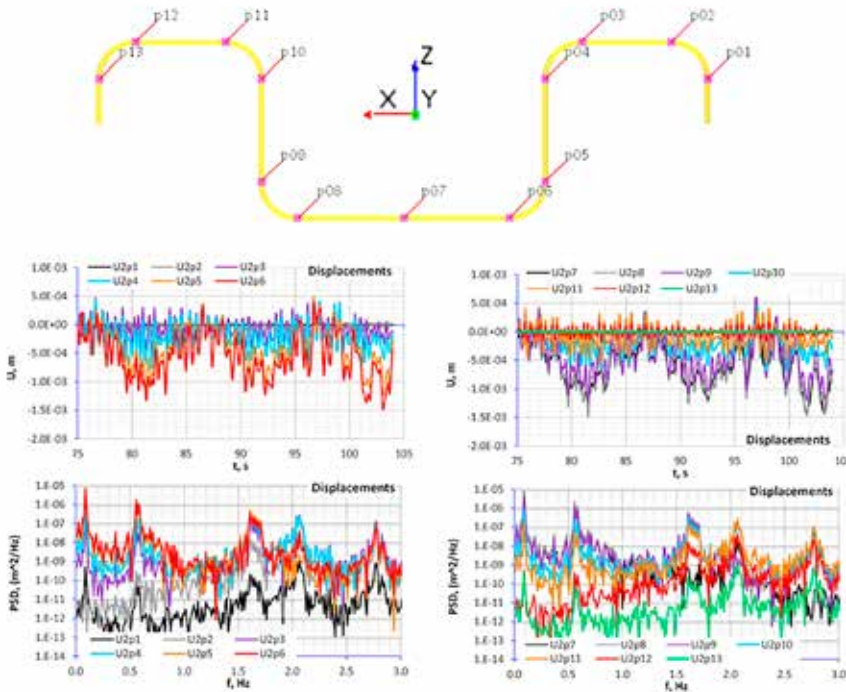 p12 p11 p03 p02
p13 p10 p04 p01
Z
X Y
p09 p05
p08 p07 p06
U2p1 U2p2 U2p3 Displacements
U2p4 U2p5 U2p6
1.0E-03
5.0E-04
0.0E+00
-5.0E-04
-1.0E-03
-1.5E-03
-2.0E-03
U, m
75 80 85 90 95 100 105
t, s
U2p7 U2p8 U2p9 U2p10
U2p11 U2p12 U2p13
1.0E-03
5.0E-04
0.0E+00
-5.0E-04
-1.0E-03
-1.5E-03
-2.0E-03
U, m
Displacements
75 80 85 90 95 100
t, s
Displacements
1.E-05
1.E-06
1.E-07
1.E-08
1.E-09
1.E-10
1.E-11
1.E-12
1.E-13
1.E-14
PSD, (m^2/Hz)
U2p1 U2p2 U2p3
U2p4 U2p5 U2p6
0.0 0.5 1.0 1.5 2.0 2.5 3.0
f, Hz
Displacements
1.E-05
1.E-06
1.E-07
1.E-08
1.E-09
1.E-10
1.E-11
1.E-12
1.E-13
1.E-14
PSD, (m^2/Hz)
U2p7 U2p8 U2p9 U2p10
U2p11 U2p12 U2p13
0.0 0.5 1.0 1.5 2.0 2.5 3.0
f, Hz